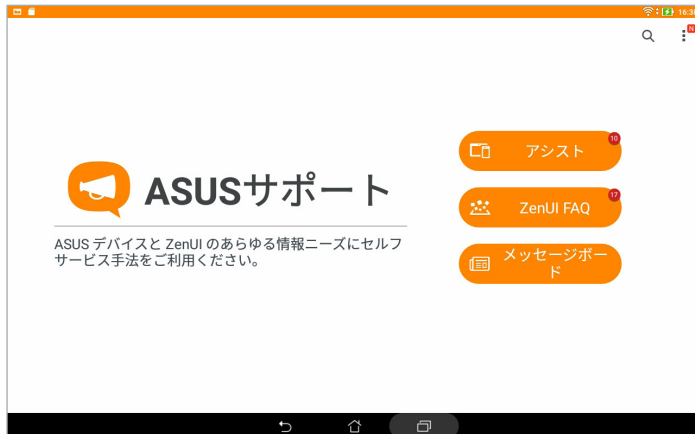 N
アシスト
10
ASUSサポート
ZenUI FAQ
17
ASUS デバイスと ZenUI のあらゆる情報ニーズにセルフ
サービス手法をご利用ください。
メッセージボー
ド